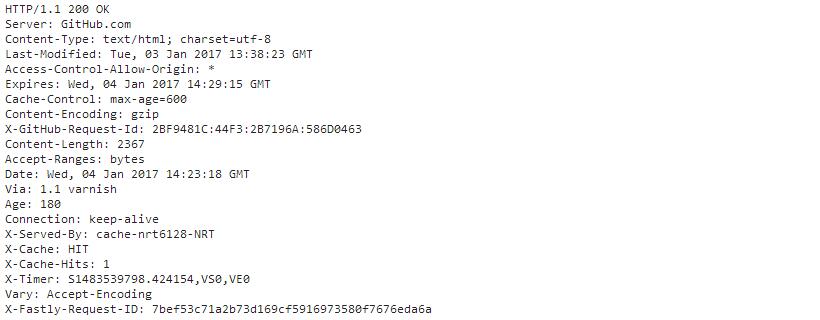 HTTP/1.1 200 OK
Server: GitHub.com
Content-Type: text/html; charset=utf-8
Last-Modified: Tue, 03 Jan 2017 13:38:23 GMT
Access-Control-Allow-Origin: *
Expires: Wed, 04 Jan 2017 14:29:15 GMT
Cache-Control: max-age=600
Content-Encoding: gzip
X-GitHub-Request-Id: 2BF9481C:44F3:2B7196A:586D0463
Content-Length: 2367
Accept-Ranges: bytes
Date: Wed, 04 Jan 2017 14:23:18 GMT
Via: 1.1 varnish
Age: 180
Connection: keep-alive
X-Served-By: cache-nrt6128-NRT
X-Cache: HIT
X-Cache-Hits: 1
X-Timer: S1483539798.424154,VS0,VE0
Vary: Accept-Encoding
X-Fastly-Request-ID: 7bef53c71a2b73d169cf5916973580f7676eda6a